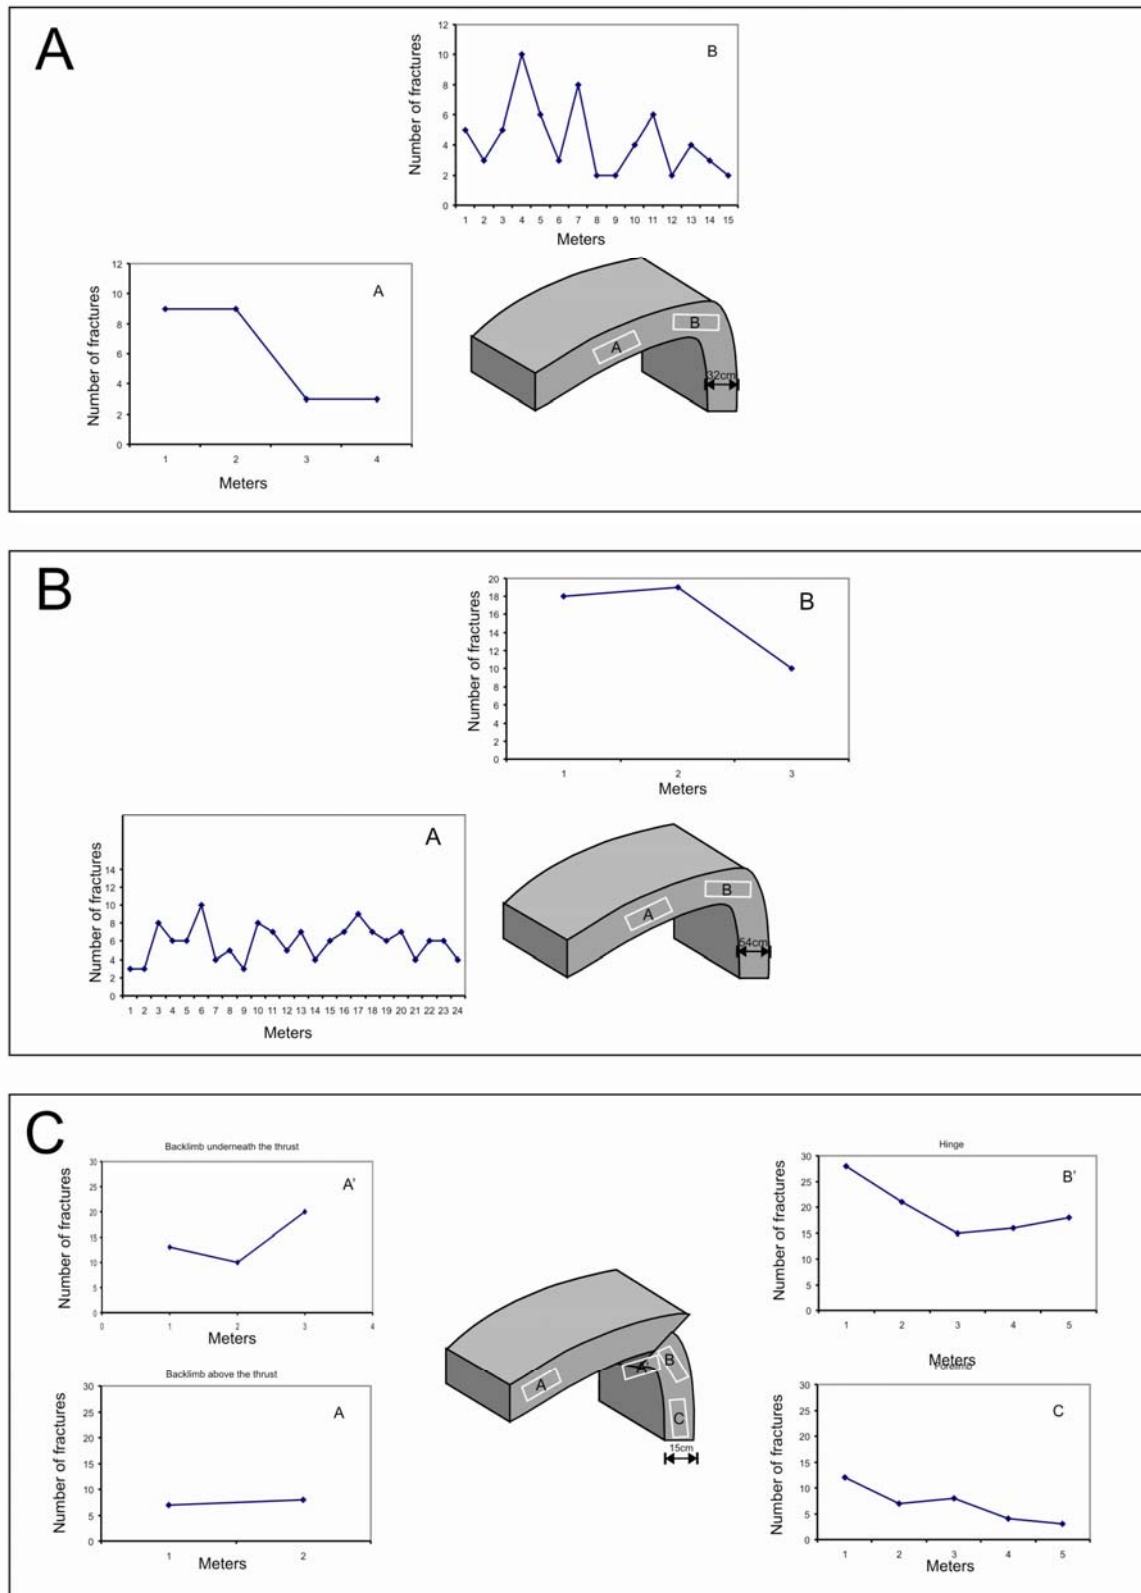 A
12
10
8
6
4
2
0
Number of fractures
B
1 2 3 4 5 6 7 8 9 10 11 12 13 14 15
Meters
12
10
8
6
4
2
0
Number of fractures
A
1 2 3 4
Meters
A
B
32cm
B
20
18
16
14
12
10
8
6
4
2
0
Number of fractures
B
1 2 3
Meters
14
12
10
8
6
4
2
0
Number of fractures
A
1 2 3 4 5 6 7 8 9 10 11 12 13 14 15 16 17 18 19 20 21 22 23 24
Meters
A
B
54cm
C
Backlimb underneath the thrust
30
25
20
15
10
5
0
Number of fractures
A'
0 1 2 3 4
Meters
Backlimb above the thrust
30
25
20
15
10
5
0
Number of fractures
A
1 2
Meters
A
A'
B
C
15cm
Hinge
30
25
20
15
10
5
0
Number of fractures
B'
1 2 3 4 5
Meters
Forelimb
30
25
20
15
10
5
0
Number of fractures
C
1 2 3 4 5
Meters